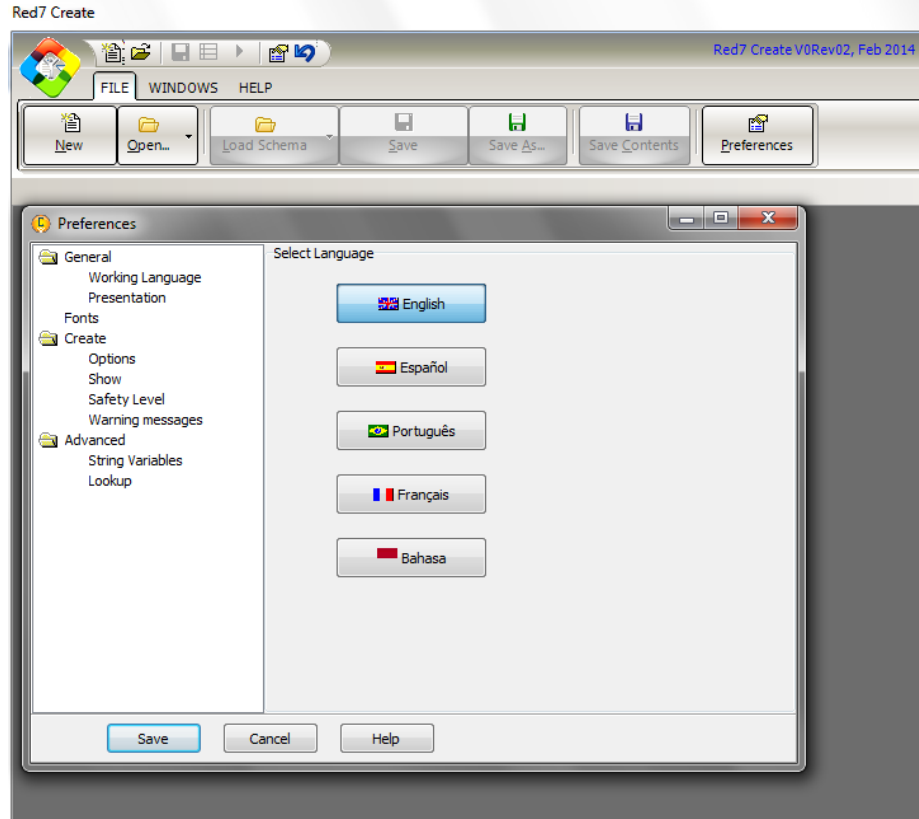 Red7 Create
Red7 Create V0Rev02, Feb 2014
FILE WINDOWS HELP
New Open... Load Schema Save Save As... Save Contents Preferences
Preferences
General
Working Language
Presentation
Fonts
Create
Options
Show
Safety Level
Warning messages
Advanced
String Variables
Lookup
Select Language
English
Español
Português
Français
Bahasa
Save Cancel Help